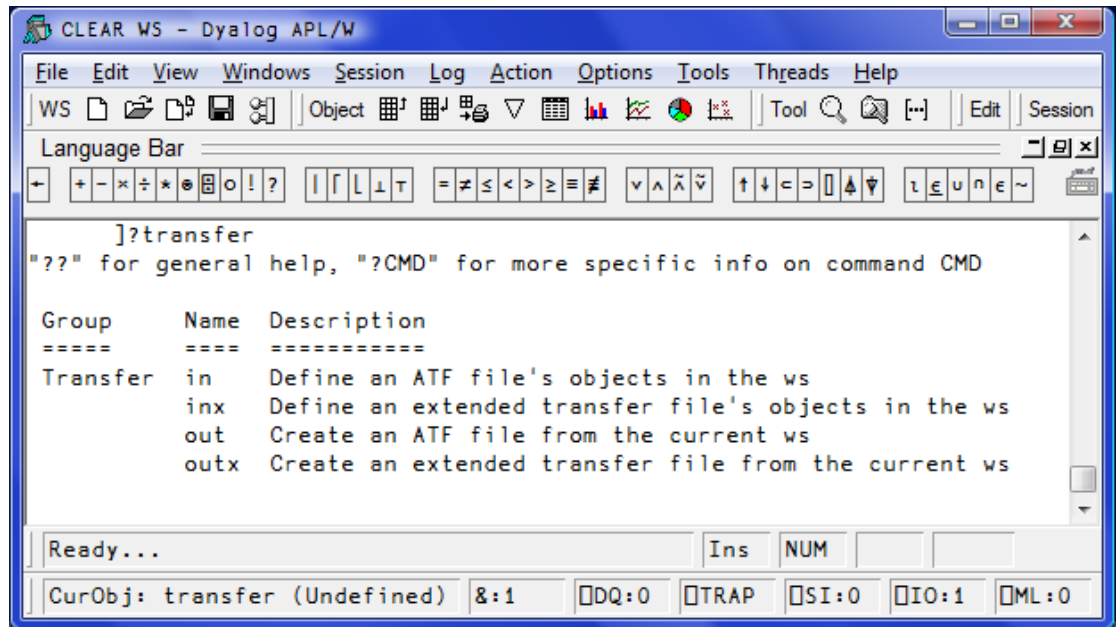 CLEAR WS - Dyalog APL/W
File Edit View Windows Session Log Action Options Tools Threads Help
WS Object Tool Edit Session
Language Bar
← + - × ÷ * ⍟ ⌹ ○ ! ? | ⌈ ⌊ ⊥ ⊤ = ≠ ≤ < > ≥ ≡ ≢ ∨ ∧ ⍲ ⍱ ↑ ↓ ⊂ ⊃ ⌷ ⍋ ⍒ ⍳ ⍷ ∪ ∩ ∊ ~
]?transfer
"??" for general help, "?CMD" for more specific info on command CMD
Group Name Description
===== ==== ===========
Transfer in Define an ATF file's objects in the ws
inx Define an extended transfer file's objects in the ws
out Create an ATF file from the current ws
outx Create an extended transfer file from the current ws
Ready... Ins NUM
CurObj: transfer (Undefined) &:1 ⎕DQ:0 ⎕TRAP ⎕SI:0 ⎕IO:1 ⎕ML:0